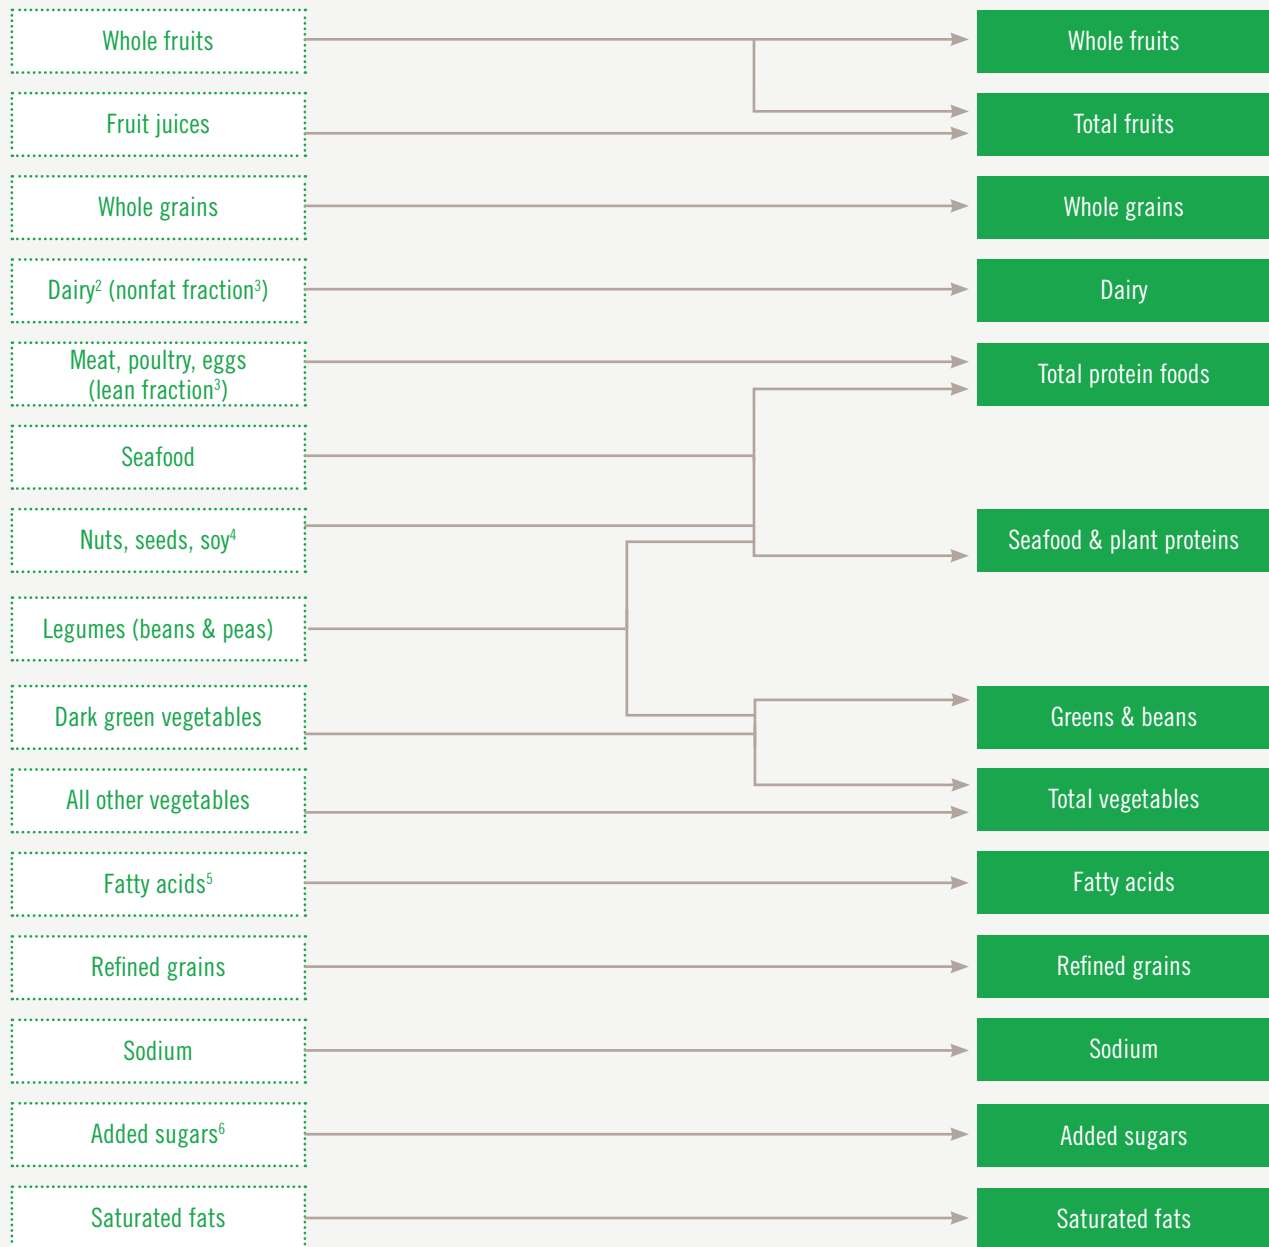 Whole fruits
Whole fruits
Fruit juices
Total fruits
Whole grains
Whole grains
Dairy² (nonfat fraction³)
Dairy
Meat, poultry, eggs
(lean fraction³)
Total protein foods
Seafood
Nuts, seeds, soy⁴
Seafood & plant proteins
Legumes (beans & peas)
Dark green vegetables
Greens & beans
All other vegetables
Total vegetables
Fatty acids⁵
Fatty acids
Refined grains
Refined grains
Sodium
Sodium
Added sugars⁶
Added sugars
Saturated fats
Saturated fats